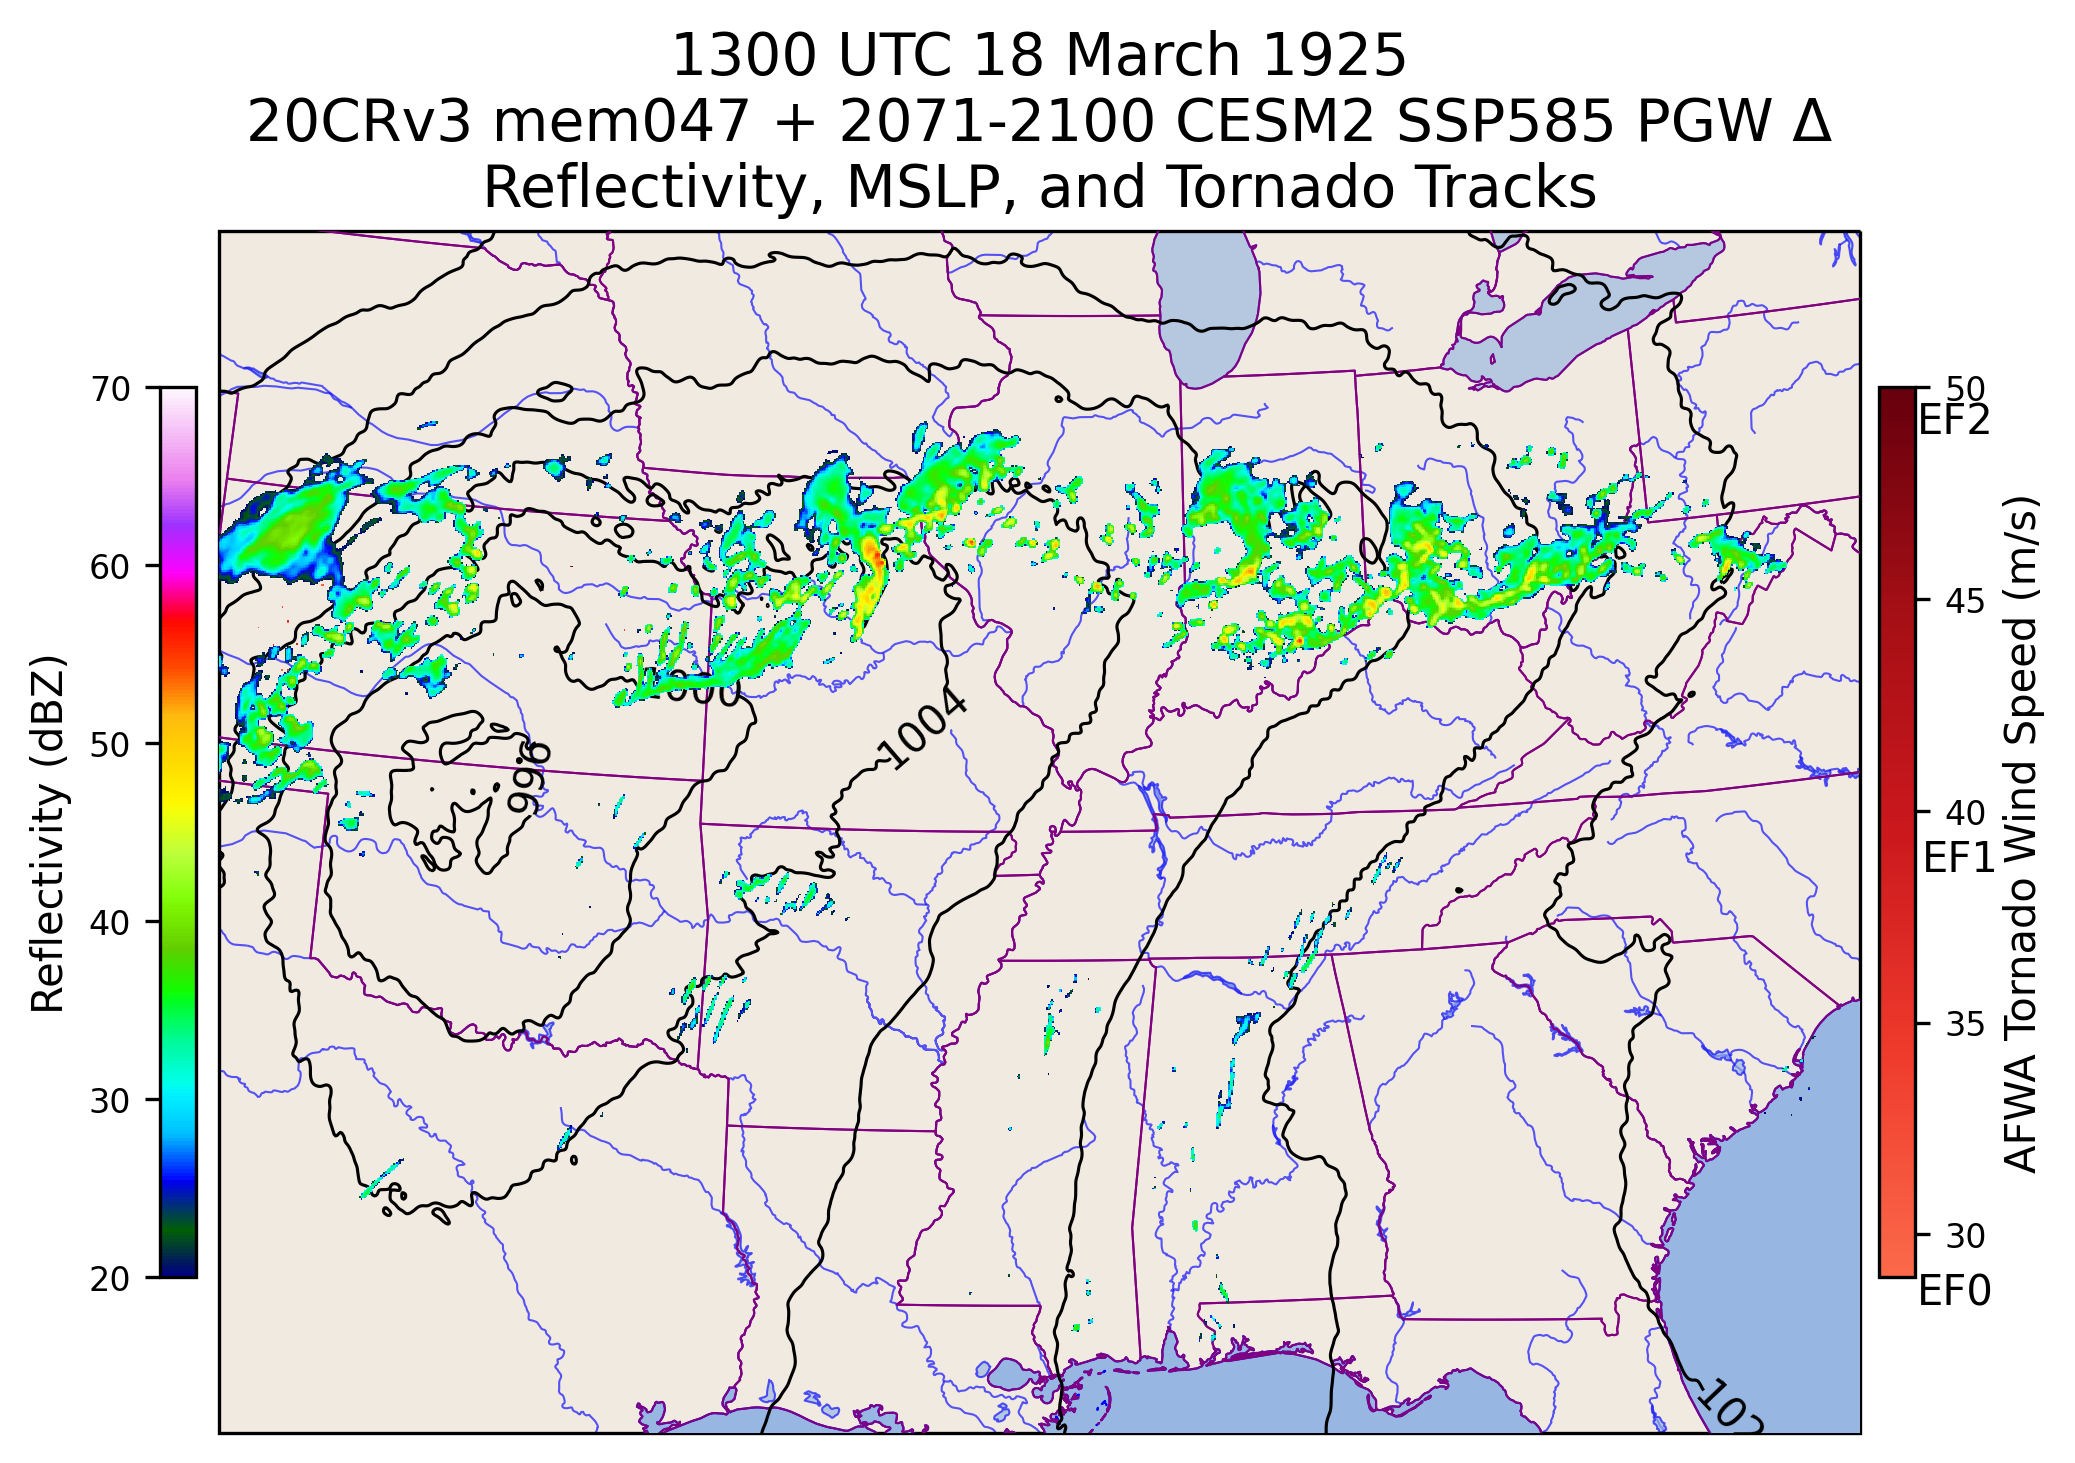 1300 UTC 18 March 1925
20CRv3 mem047 + 2071-2100 CESM2 SSP585 PGW Δ
Reflectivity, MSLP, and Tornado Tracks
Reflectivity (dBZ)
70
60
50
40
30
20
996
1004
50
EF2
45
40
EF1
35
30
EF0
AFWA Tornado Wind Speed (m/s)